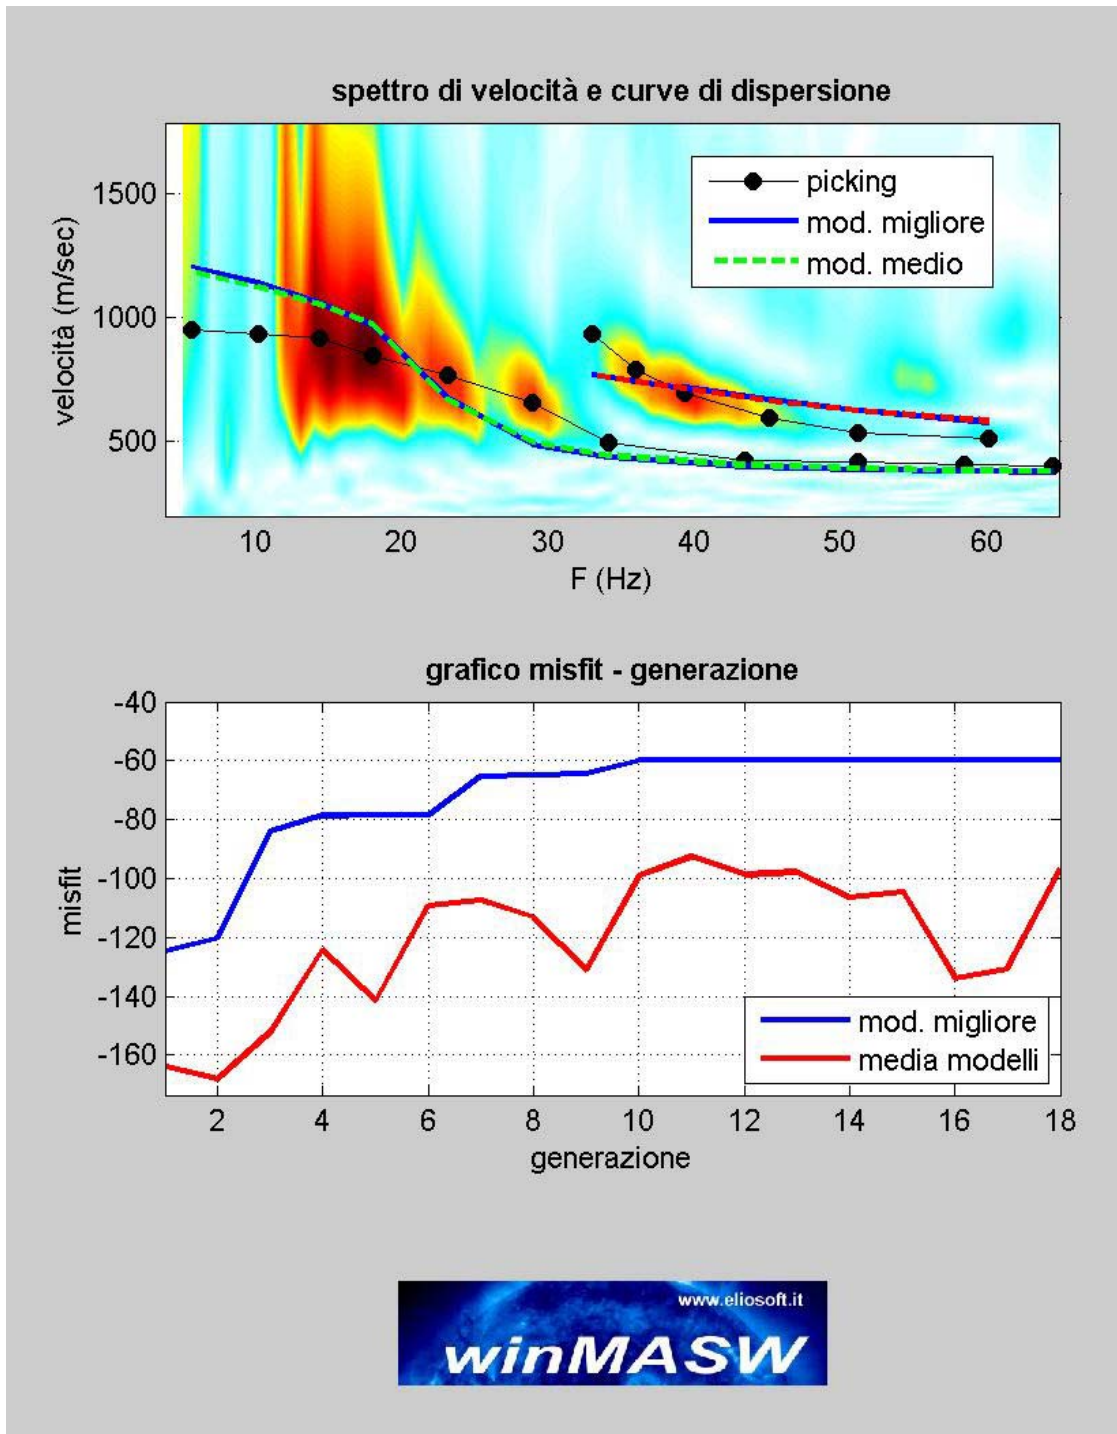 spettro di velocità e curve di dispersione
velocità (m/sec)
1500
1000
500
picking
mod. migliore
mod. medio
10 20 30 40 50 60
F (Hz)
grafico misfit - generazione
misfit
-40
-60
-80
-100
-120
-140
-160
mod. migliore
media modelli
2 4 6 8 10 12 14 16 18
generazione
www.eliosoft.it
winMASW